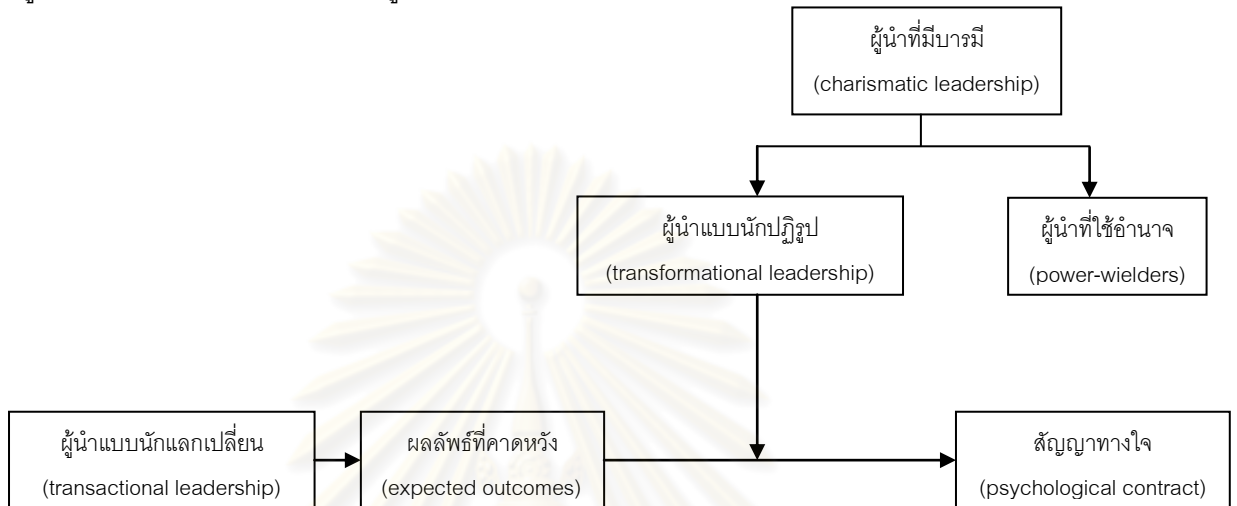 ผู้นำที่มีบารมี
(charismatic leadership)
ผู้นำแบบนักปฏิรูป
(transformational leadership)
ผู้นำที่ใช้อำนาจ
(power-wielders)
ผู้นำแบบนักแลกเปลี่ยน
(transactional leadership)
ผลลัพธ์ที่คาดหวัง
(expected outcomes)
สัญญาทางใจ
(psychological contract)